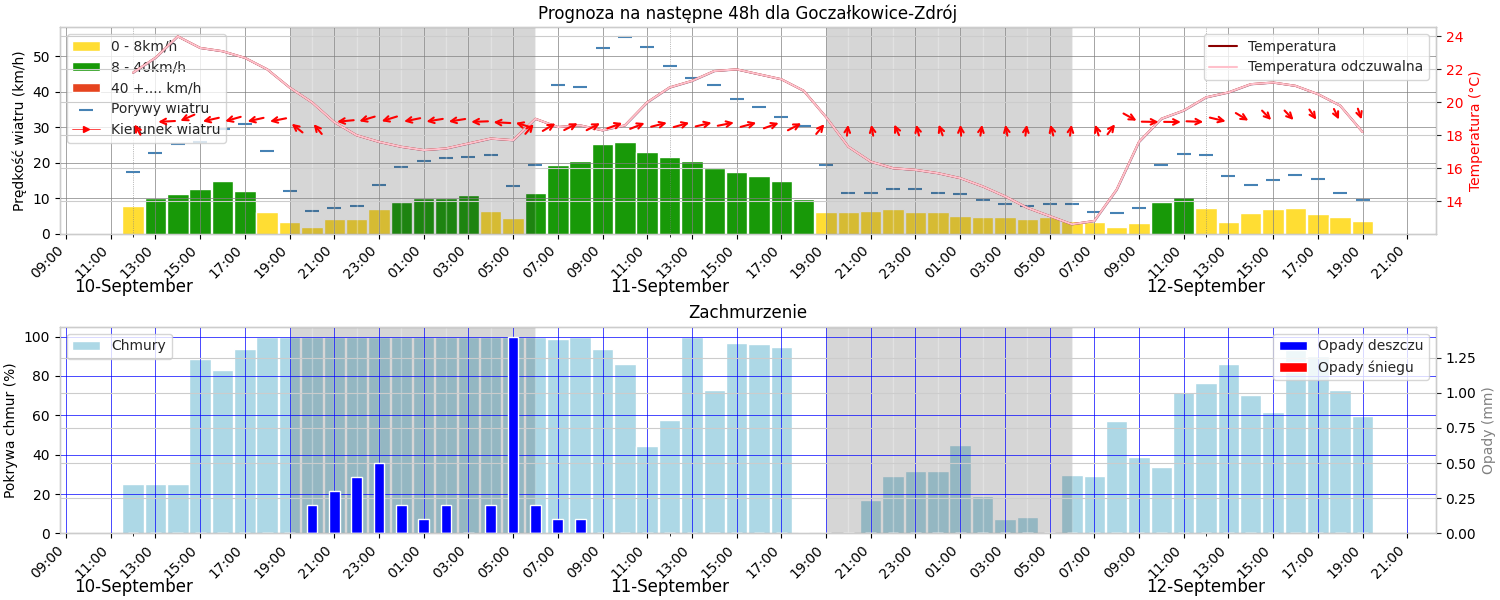 Prognoza na następne 48h dla Goczałkowice-Zdrój
Prędkość wiatru (km/h)
50
40
30
20
10
0
0 - 8km/h
8 - 40km/h
40 +.... km/h
Porywy wiatru
Kierunek wiatru
Temperatura
Temperatura odczuwalna
24
22
20
18
16
14
Temperatura (°C)
09:00 11:00 13:00 15:00 17:00 19:00 21:00 23:00 01:00 03:00 05:00 07:00 09:00 11:00 13:00 15:00 17:00 19:00 21:00 23:00 01:00 03:00 05:00 07:00 09:00 11:00 13:00 15:00 17:00 19:00 21:00
10-September 11-September 12-September
Zachmurzenie
Pokrywa chmur (%)
100
80
60
40
20
0
Chmury
Opady deszczu
Opady śniegu
1.25
1.00
0.75
0.50
0.25
0.00
Opady (mm)
09:00 11:00 13:00 15:00 17:00 19:00 21:00 23:00 01:00 03:00 05:00 07:00 09:00 11:00 13:00 15:00 17:00 19:00 21:00 23:00 01:00 03:00 05:00 07:00 09:00 11:00 13:00 15:00 17:00 19:00 21:00
10-September 11-September 12-September